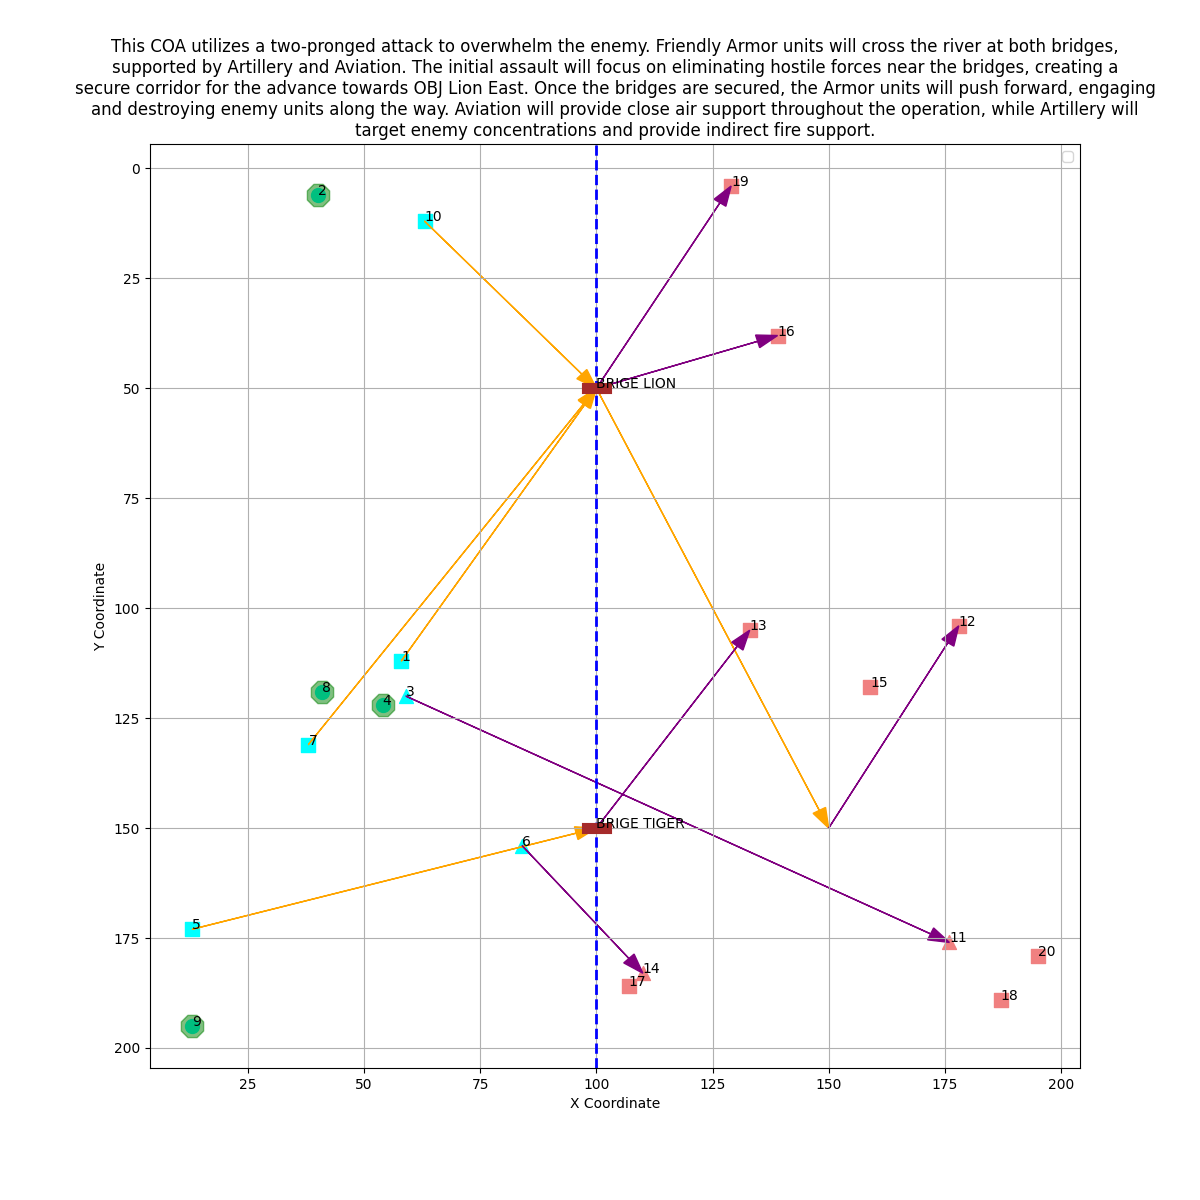 This COA utilizes a two-pronged attack to overwhelm the enemy. Friendly Armor units will cross the river at both bridges,
supported by Artillery and Aviation. The initial assault will focus on eliminating hostile forces near the bridges, creating a
secure corridor for the advance towards OBJ Lion East. Once the bridges are secured, the Armor units will push forward, engaging
and destroying enemy units along the way. Aviation will provide close air support throughout the operation, while Artillery will
target enemy concentrations and provide indirect fire support.
0
19
2
10
25
16
50
BRIGE LION
75
Y Coordinate
100
12
13
1
15
8
3
4
125
7
150
BRIGE TIGER
6
5
175
11
20
14
17
18
9
200
25 50 75 100 125 150 175 200
X Coordinate